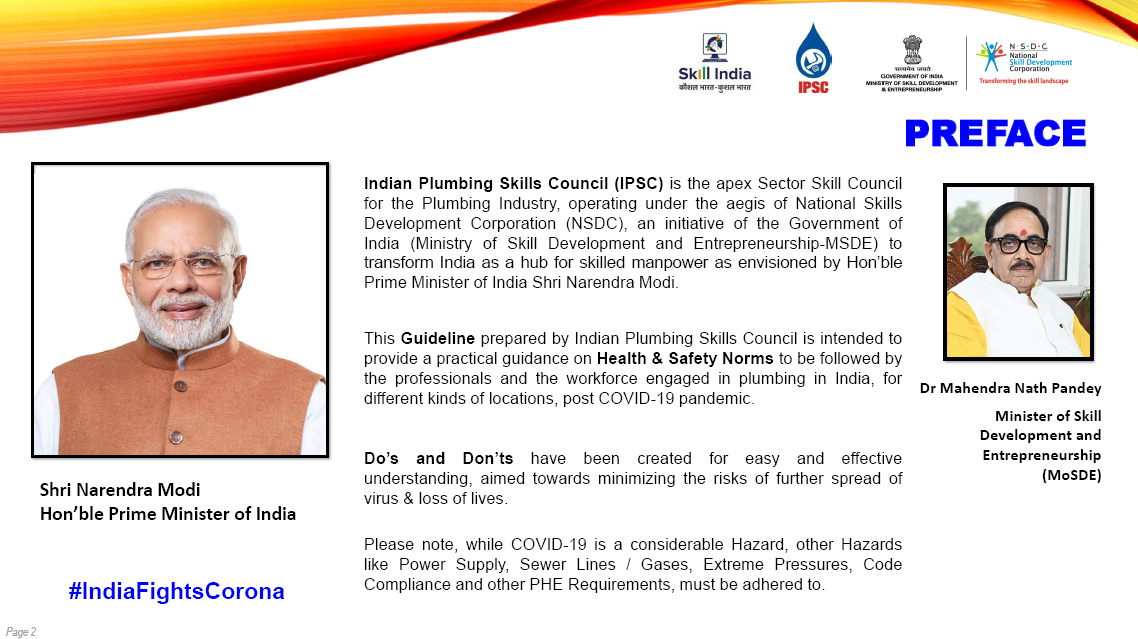 Skill India
कौशल भारत-कुशल भारत
IPSC
सत्यमेव जयते
GOVERNMENT OF INDIA
MINISTRY OF SKILL DEVELOPMENT
& ENTREPRENEURSHIP
N·S·D·C
National
Skill Development
Corporation
Transforming the skill landscape
PREFACE
Indian Plumbing Skills Council (IPSC) is the apex Sector Skill Council
for the Plumbing Industry, operating under the aegis of National Skills
Development Corporation (NSDC), an initiative of the Government of
India (Ministry of Skill Development and Entrepreneurship-MSDE) to
transform India as a hub for skilled manpower as envisioned by Hon’ble
Prime Minister of India Shri Narendra Modi.
This Guideline prepared by Indian Plumbing Skills Council is intended to
provide a practical guidance on Health & Safety Norms to be followed by
the professionals and the workforce engaged in plumbing in India, for
different kinds of locations, post COVID-19 pandemic.
Do’s and Don’ts have been created for easy and effective
understanding, aimed towards minimizing the risks of further spread of
virus & loss of lives.
Please note, while COVID-19 is a considerable Hazard, other Hazards
like Power Supply, Sewer Lines / Gases, Extreme Pressures, Code
Compliance and other PHE Requirements, must be adhered to.
Shri Narendra Modi
Hon’ble Prime Minister of India
#IndiaFightsCorona
Dr Mahendra Nath Pandey
Minister of Skill
Development and
Entrepreneurship
(MoSDE)
Page 2